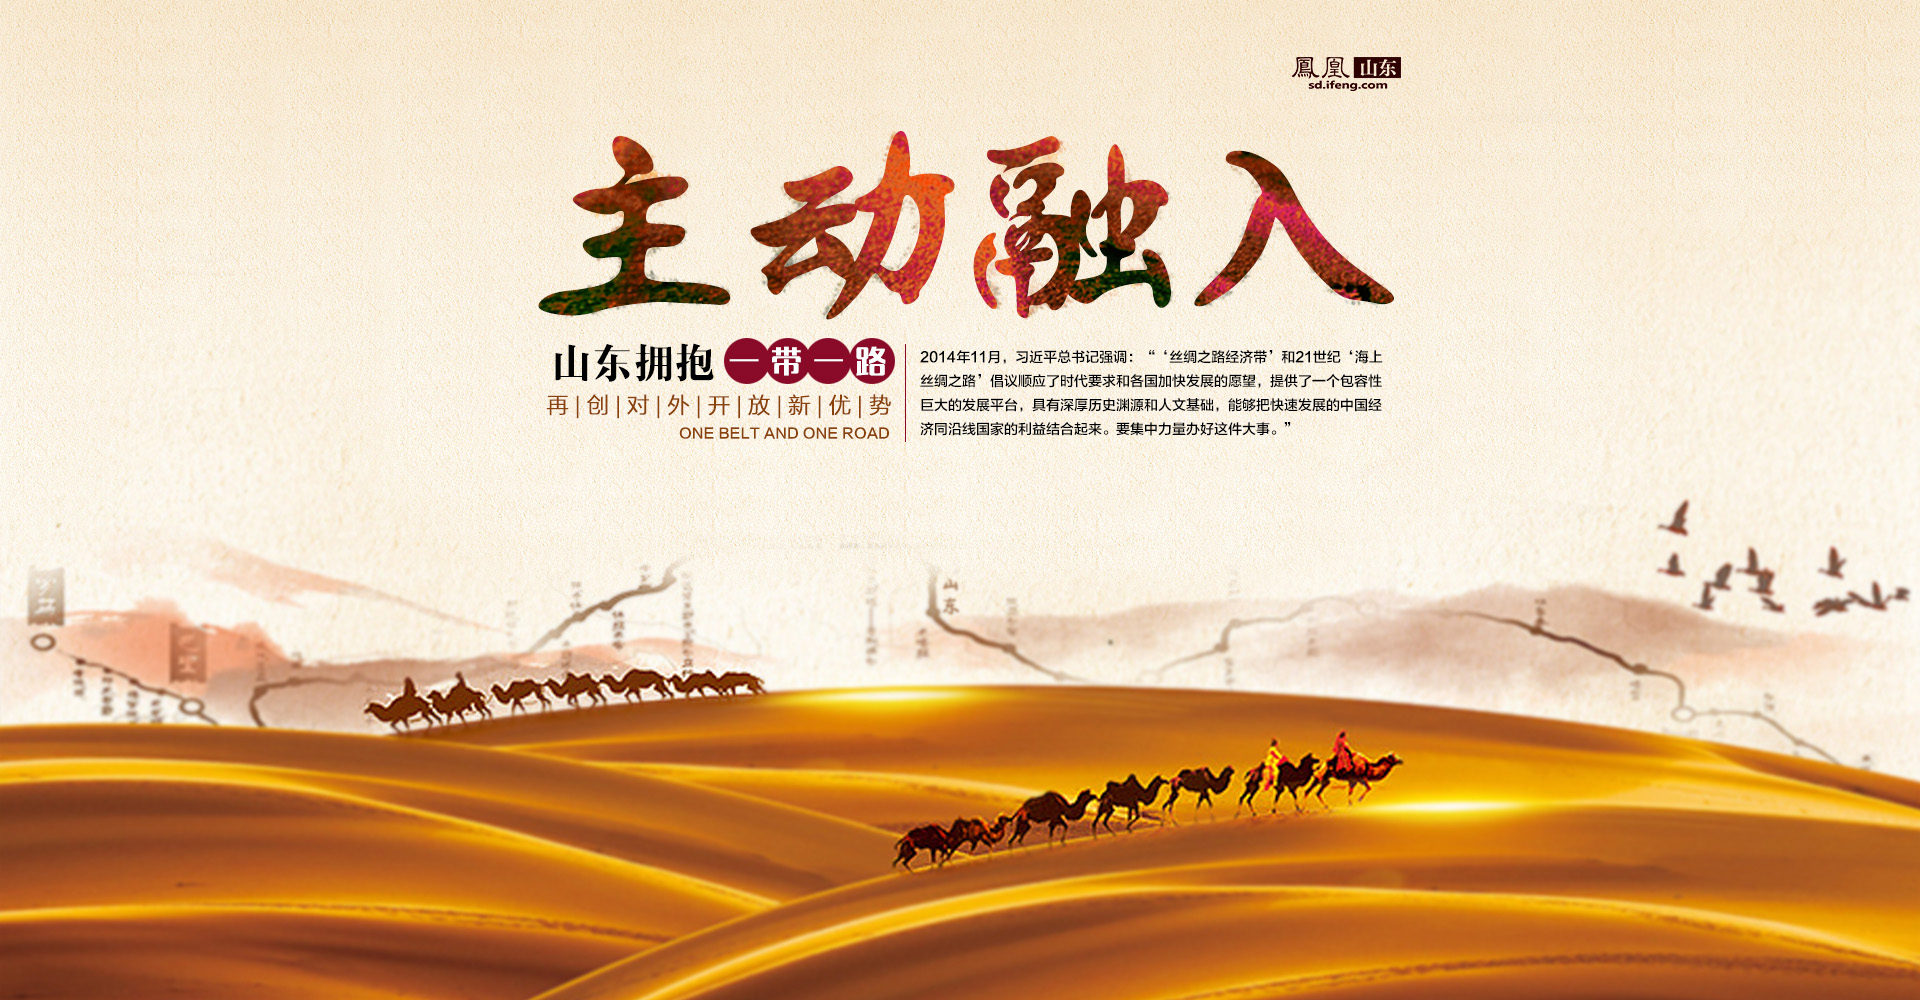 鳳凰 山东
sd.ifeng.com
主动融入
山东拥抱一带一路
再|创|对|外|开|放|新|优|势
ONE BELT AND ONE ROAD
2014年11月，习近平总书记强调：“‘丝绸之路经济带’和21世纪‘海上
丝绸之路’倡议顺应了时代要求和各国加快发展的愿望，提供了一个包容性
巨大的发展平台，具有深厚历史渊源和人文基础，能够把快速发展的中国经
济同沿线国家的利益结合起来。要集中力量办好这件大事。”
山东